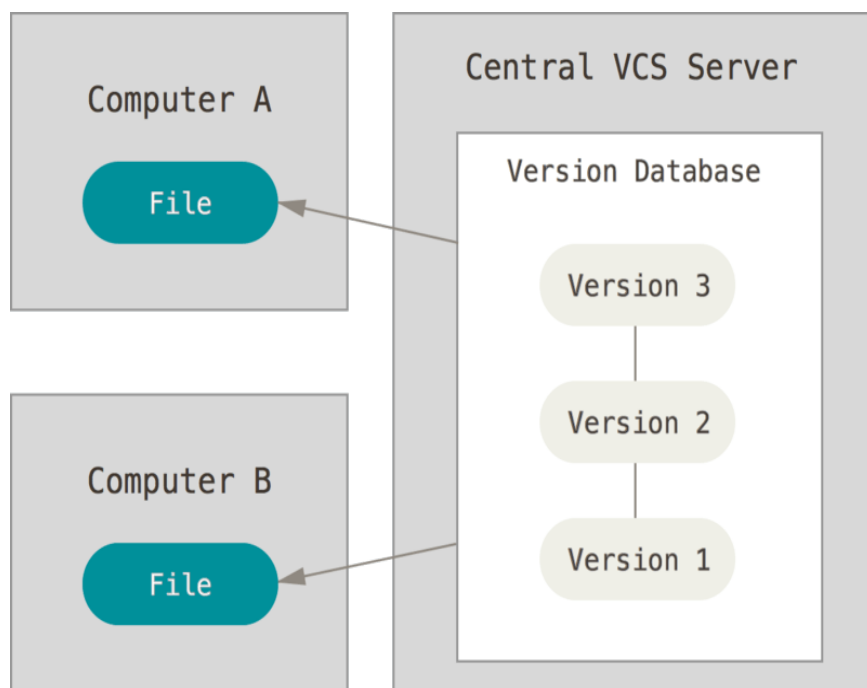 Computer A
File
Computer B
File
Central VCS Server
Version Database
Version 3
Version 2
Version 1